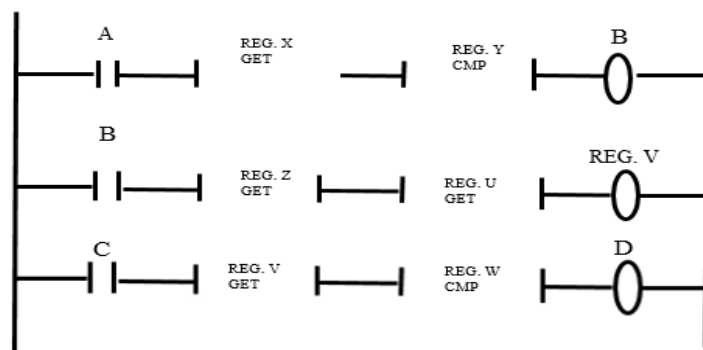 A
REG. X
GET
REG. Y
CMP
B
B
REG. Z
GET
REG. U
GET
REG. V
C
REG. V
GET
REG. W
CMP
D